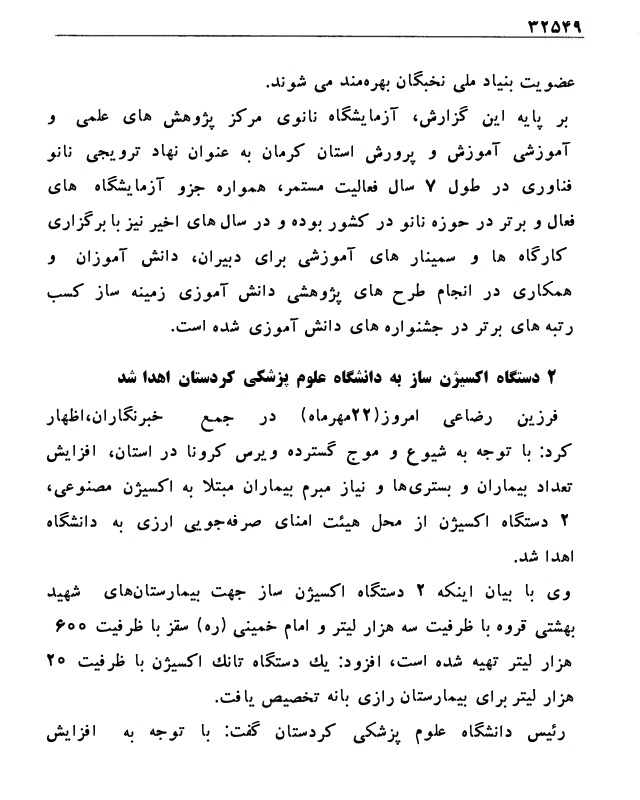 ۳۲۵۴۹
عضویت بنیاد ملی نخبگان بهره‌مند می شوند.
بر پایه این گزارش، آزمایشگاه نانوی مرکز پژوهش های علمی و
آموزشی آموزش و پرورش استان کرمان به عنوان نهاد ترویجی نانو
فناوری در طول ۷ سال فعالیت مستمر، همواره جزو آزمایشگاه های
فعال و برتر در حوزه نانو در کشور بوده و در سال های اخیر نیز با برگزاری
کارگاه ها و سمینار های آموزشی برای دبیران، دانش آموزان و
همکاری در انجام طرح های پژوهشی دانش آموزی زمینه ساز کسب
رتبه های برتر در جشنواره های دانش آموزی شده است.
۲ دستگاه اکسیژن ساز به دانشگاه علوم پزشکی کردستان اهدا شد
فرزین رضاعی امروز(۲۲مهرماه) در جمع خبرنگاران،اظهار
کرد: با توجه به شیوع و موج گسترده ویرس کرونا در استان، افزایش
تعداد بیماران و بستری‌ها و نیاز مبرم بیماران مبتلا به اکسیژن مصنوعی،
۲ دستگاه اکسیژن از محل هیئت امنای صرفه‌جویی ارزی به دانشگاه
اهدا شد.
وی با بیان اینکه ۲ دستگاه اکسیژن ساز جهت بیمارستان‌های شهید
بهشتی قروه با ظرفیت سه هزار لیتر و امام خمینی (ره) سقز با ظرفیت ۶۰۰
هزار لیتر تهیه شده است، افزود: یك دستگاه تانك اکسیژن با ظرفیت ۲۰
هزار لیتر برای بیمارستان رازی بانه تخصیص یافت.
رئیس دانشگاه علوم پزشکی کردستان گفت: با توجه به افزایش